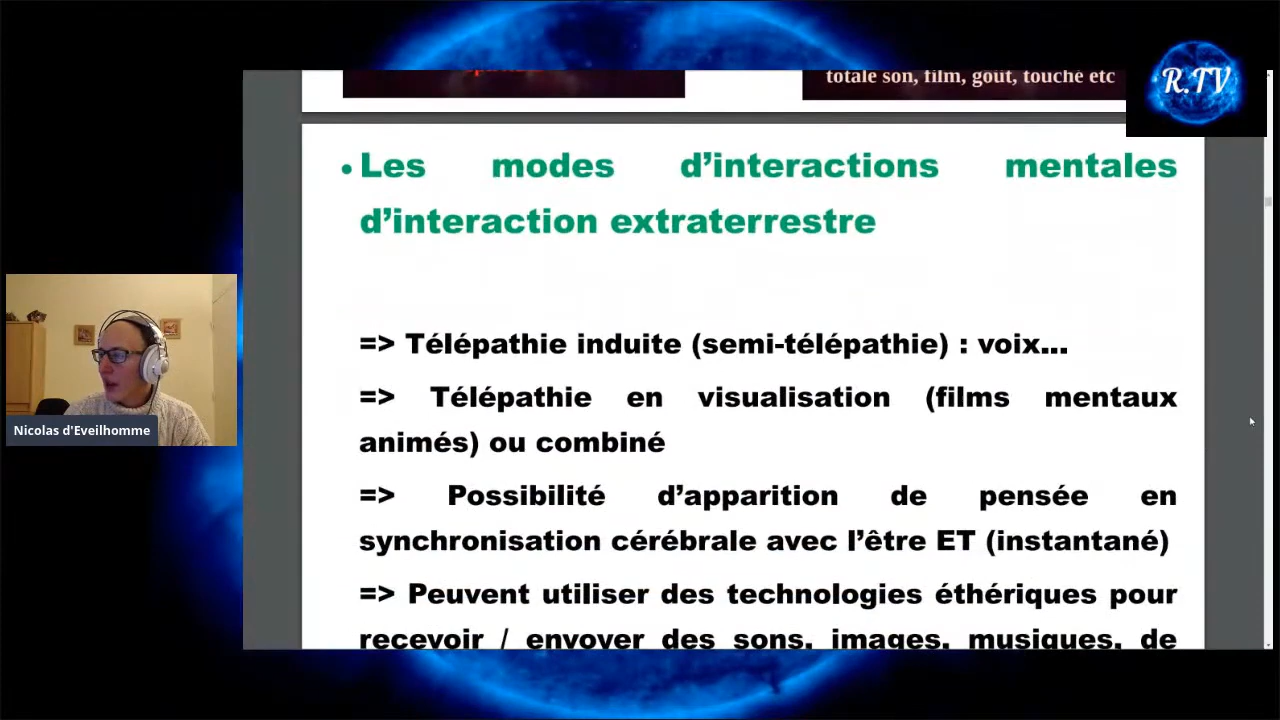 totale son, film, goût, touché etc
R.TV
• Les modes d’interactions mentales
d’interaction extraterrestre
=> Télépathie induite (semi-télépathie) : voix...
=> Télépathie en visualisation (films mentaux
animés) ou combiné
=> Possibilité d’apparition de pensée en
synchronisation cérébrale avec l’être ET (instantané)
=> Peuvent utiliser des technologies éthériques pour
recevoir / envoyer des sons, images, musiques, de
Nicolas d'Eveilhomme